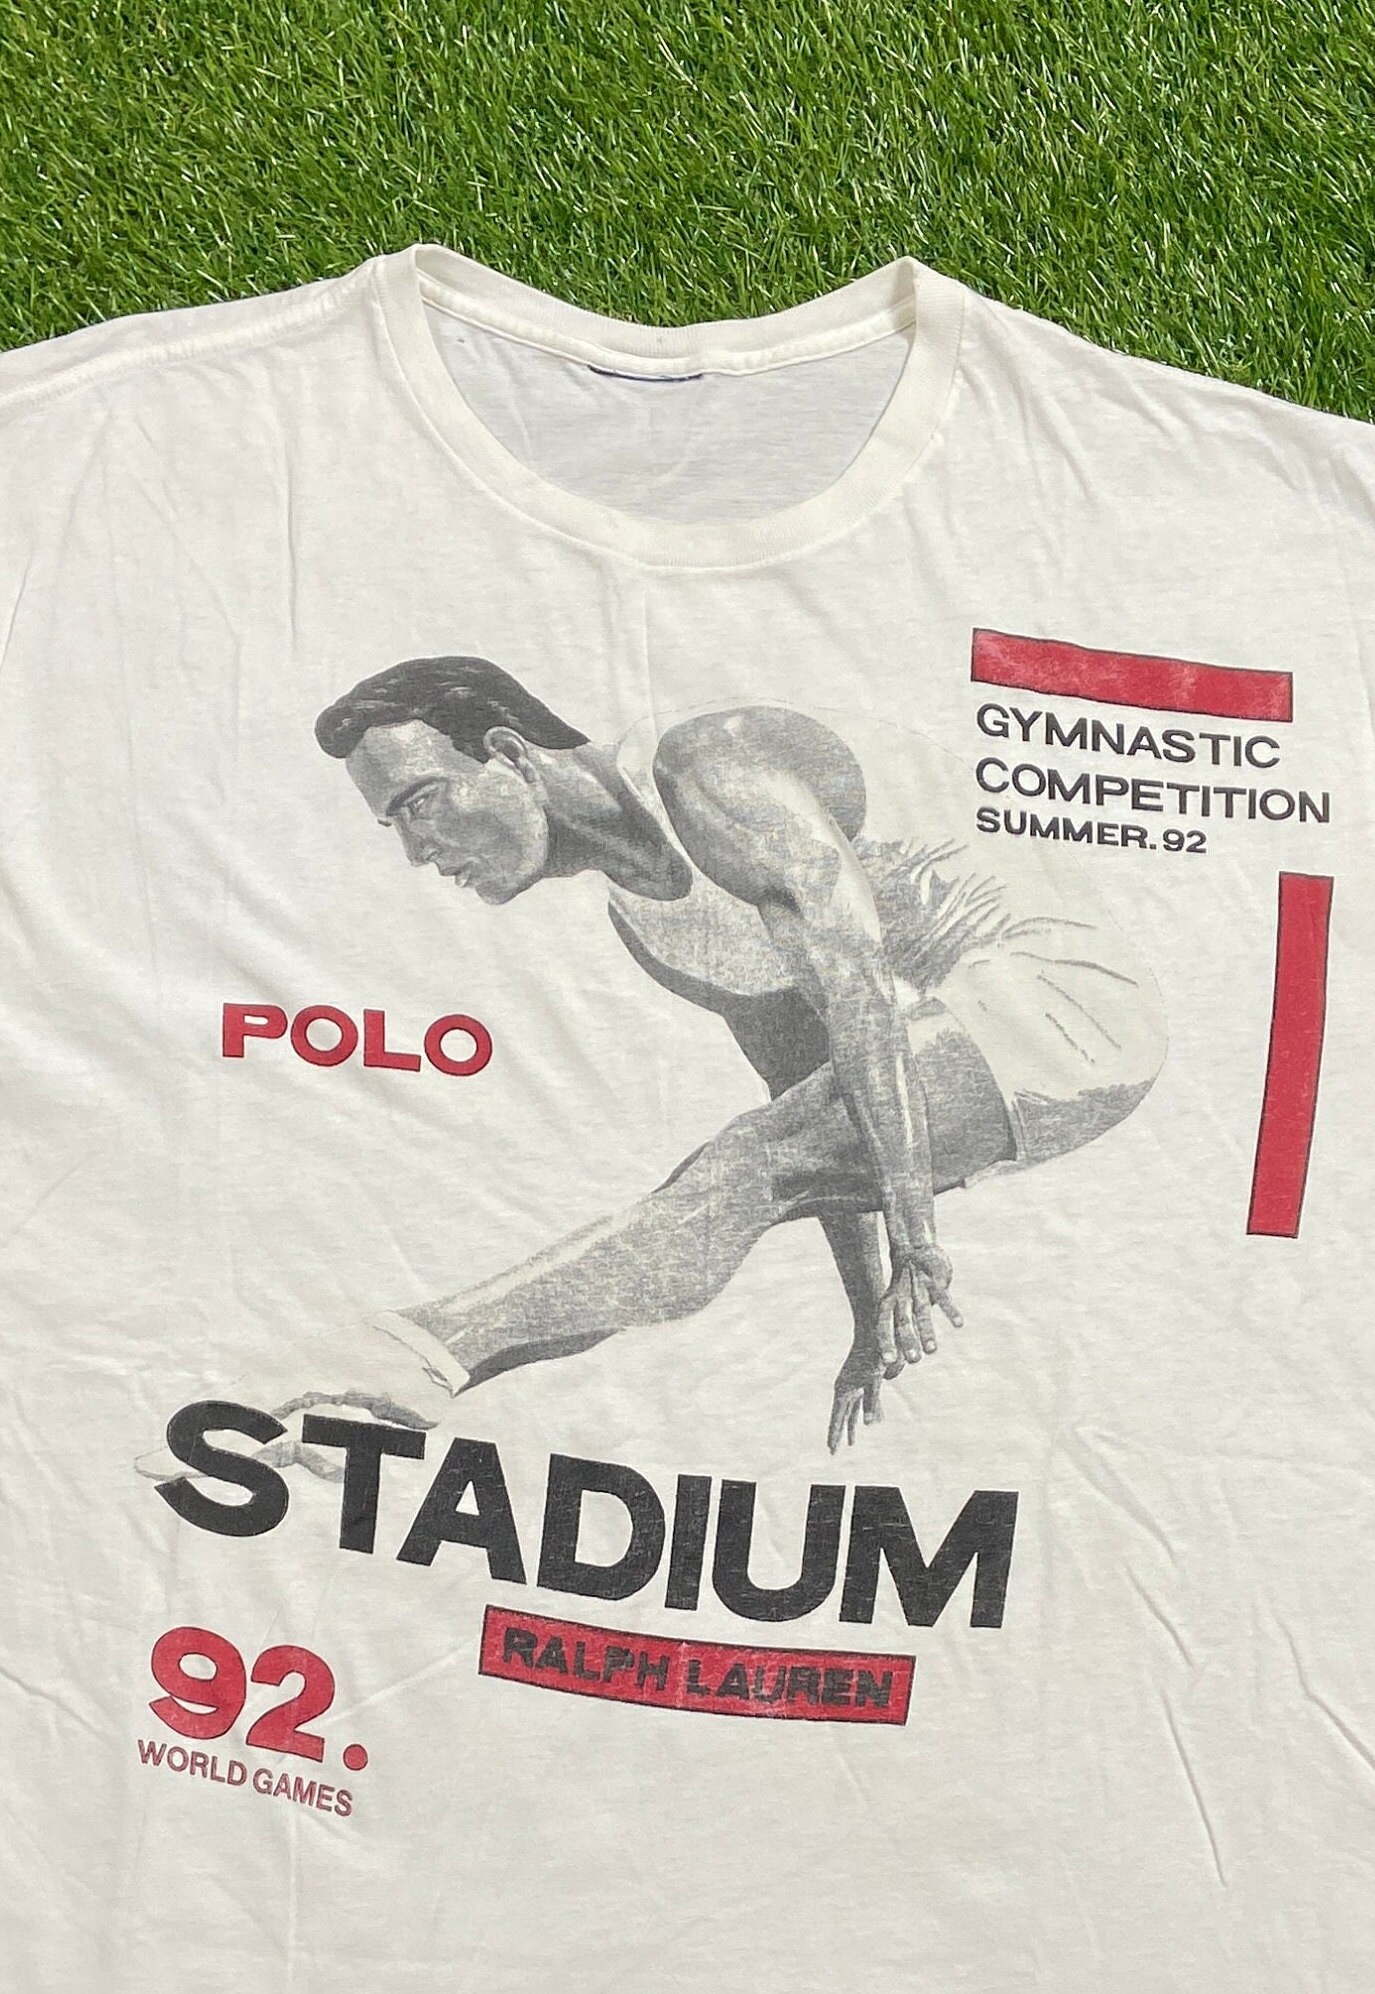 GYMNASTIC
COMPETITION
SUMMER.92
POLO
STADIUM
RALPH LAUREN
92.
WORLD GAMES